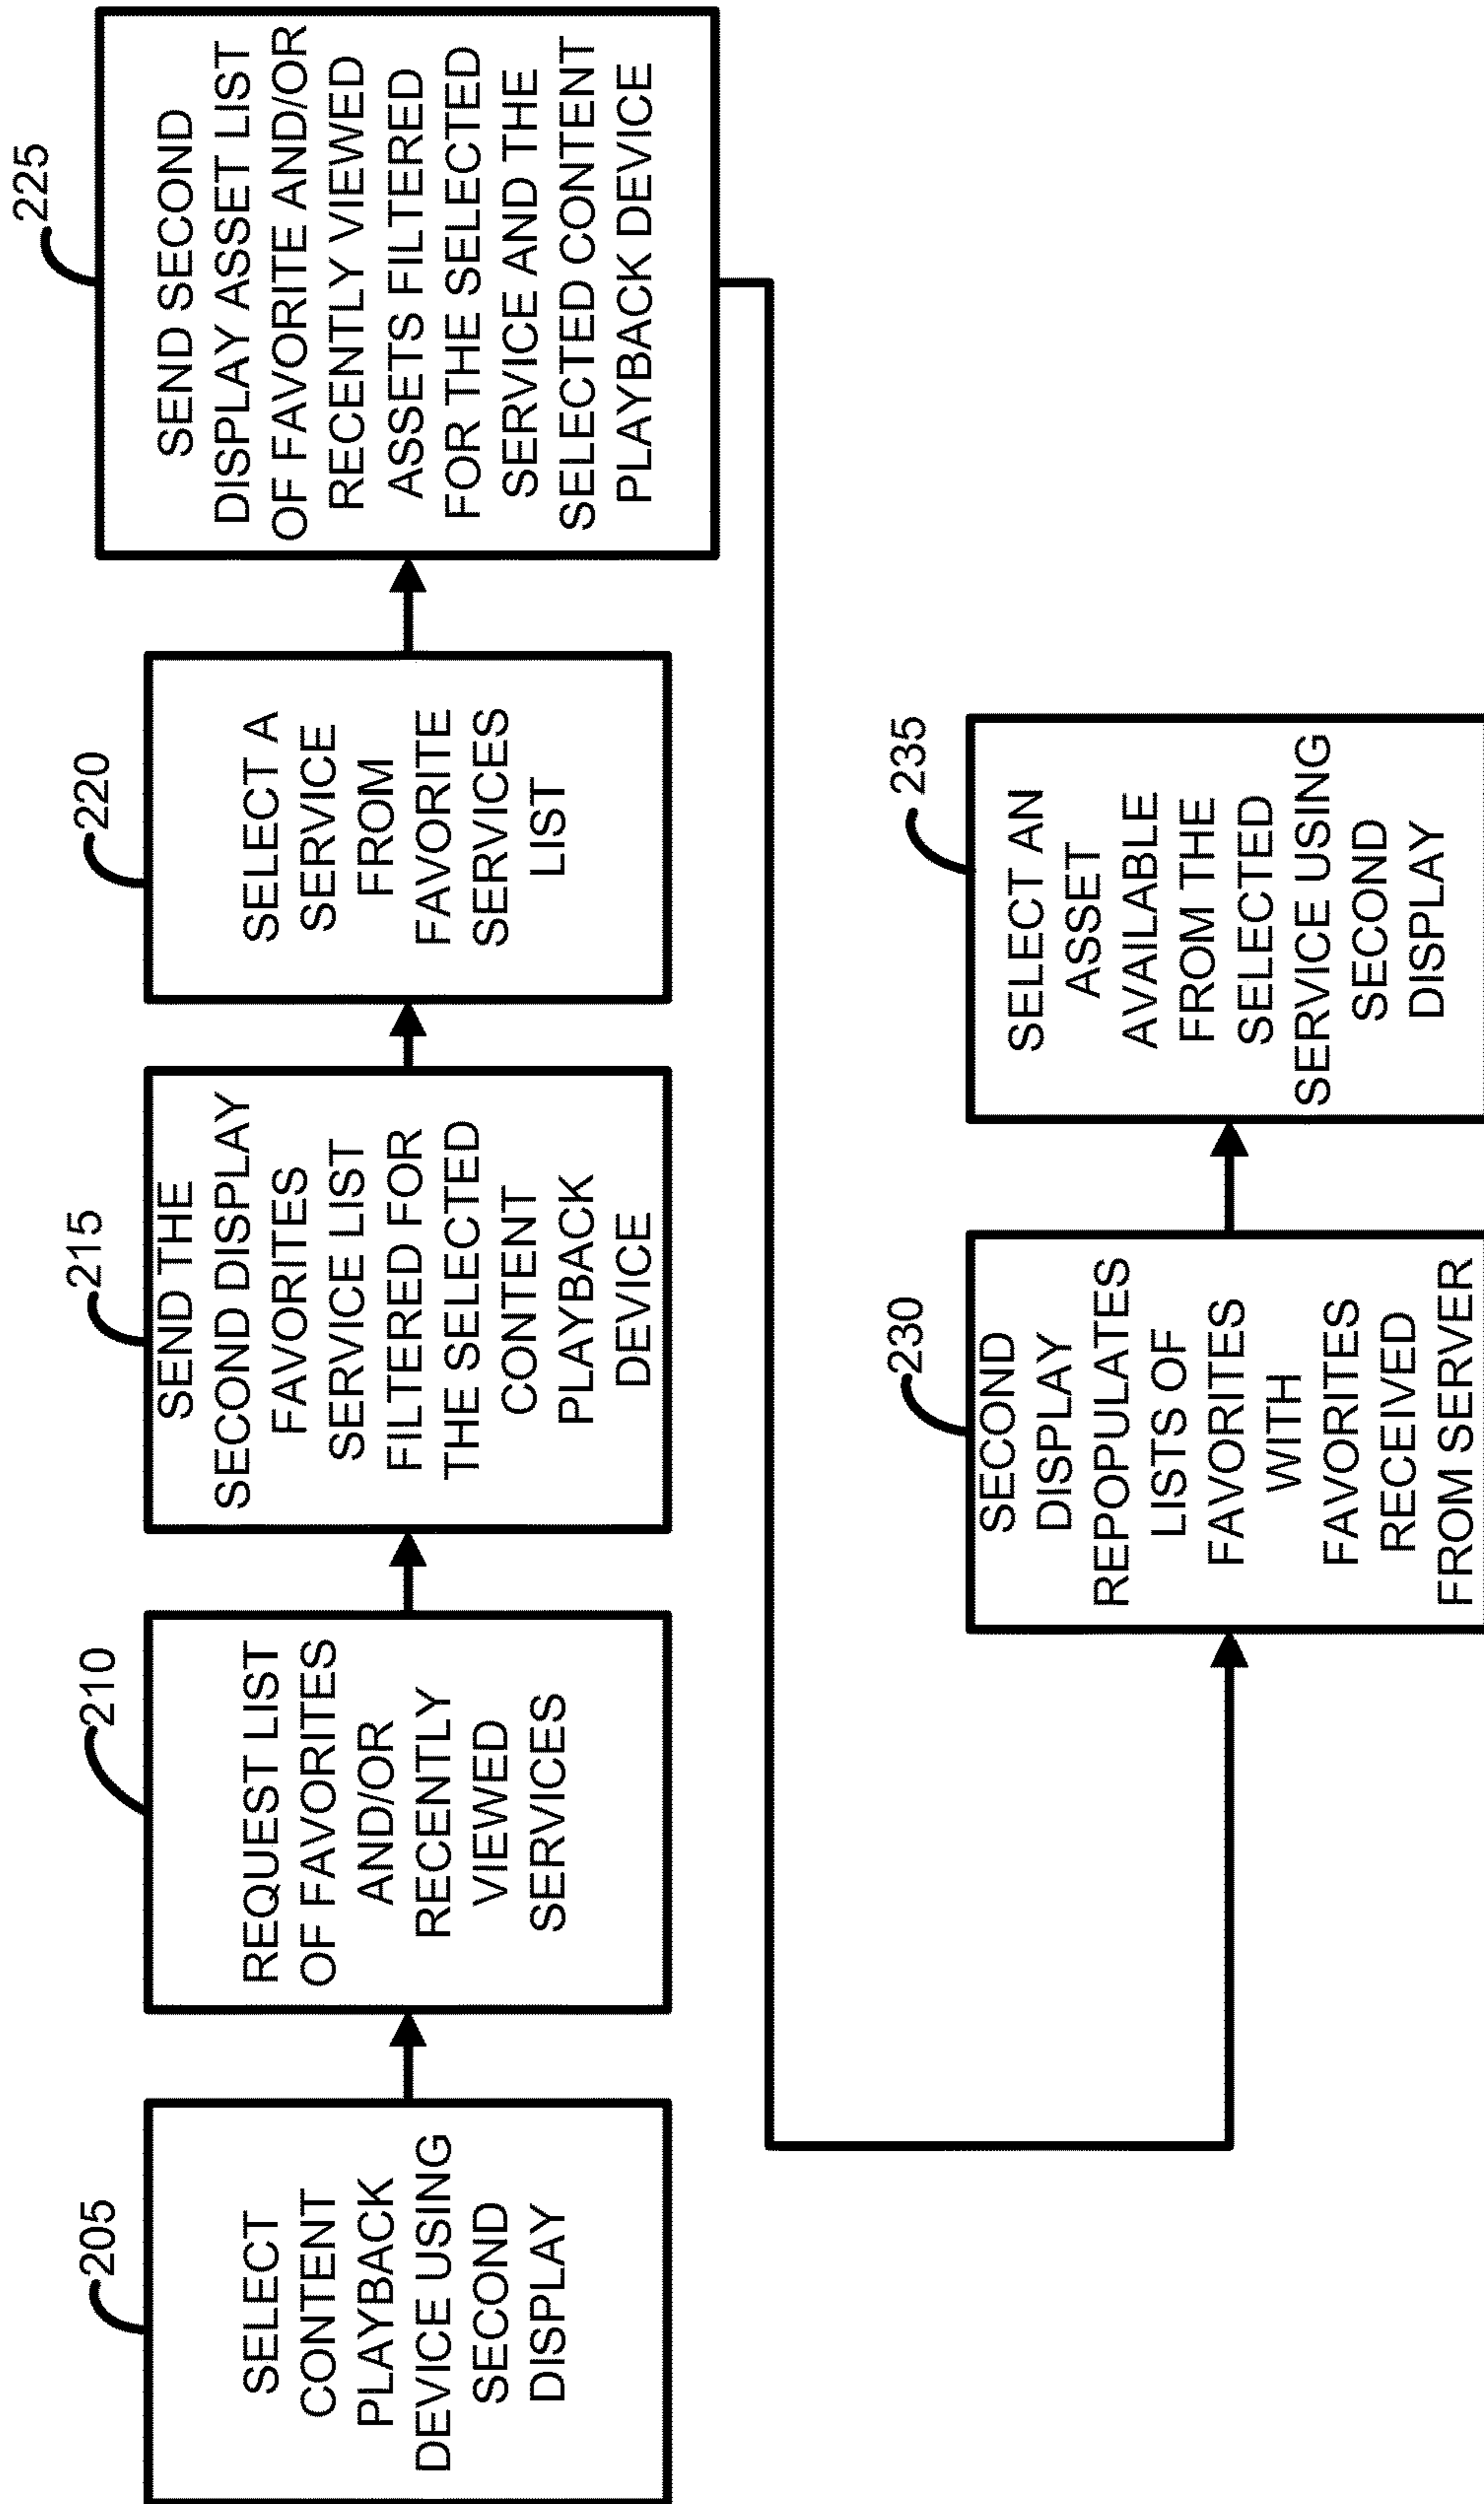 205
SELECT
CONTENT
PLAYBACK
DEVICE USING
SECOND
DISPLAY
210
REQUEST LIST
OF FAVORITES
AND/OR
RECENTLY
VIEWED
SERVICES
215
SEND THE
SECOND DISPLAY
FAVORITES
SERVICE LIST
FILTERED FOR
THE SELECTED
CONTENT
PLAYBACK
DEVICE
220
SELECT A
SERVICE
FROM
FAVORITE
SERVICES
LIST
225
SEND SECOND
DISPLAY ASSET LIST
OF FAVORITE AND/OR
RECENTLY VIEWED
ASSETS FILTERED
FOR THE SELECTED
SERVICE AND THE
SELECTED CONTENT
PLAYBACK DEVICE
230
SECOND
DISPLAY
REPOPULATES
LISTS OF
FAVORITES
WITH
FAVORITES
RECEIVED
FROM SERVER
235
SELECT AN
ASSET
AVAILABLE
FROM THE
SELECTED
SERVICE USING
SECOND
DISPLAY